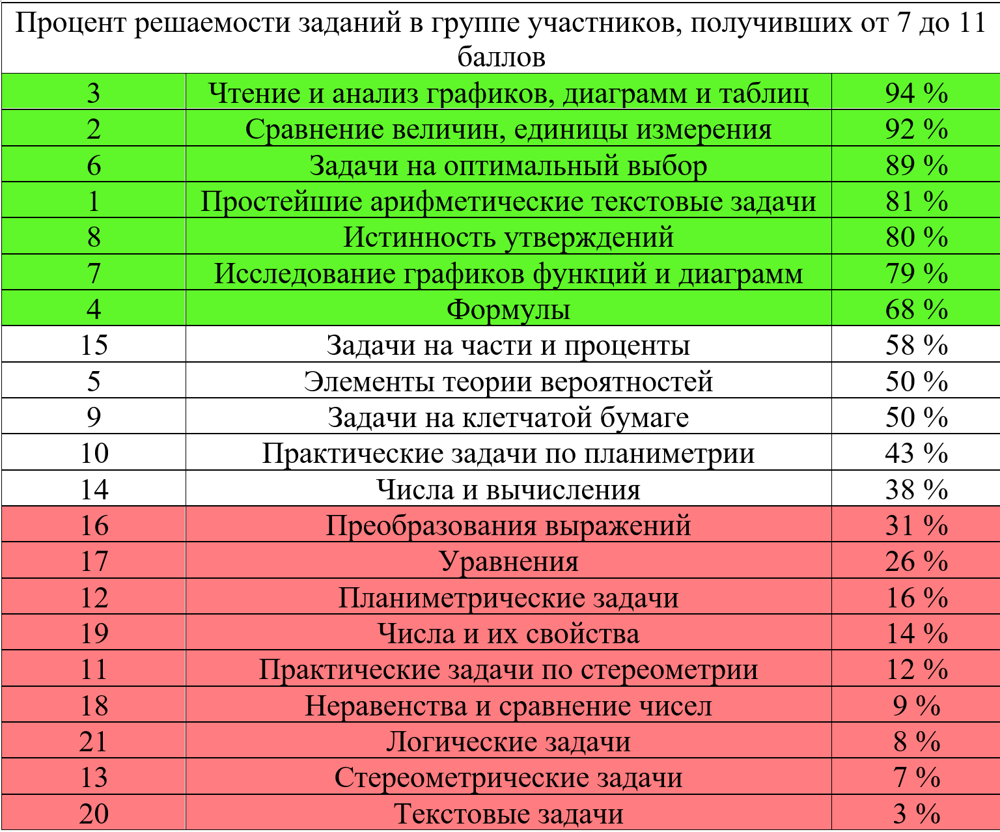 Процент решаемости заданий в группе участников, получивших от 7 до 11
баллов
3 Чтение и анализ графиков, диаграмм и таблиц 94 %
2 Сравнение величин, единицы измерения 92 %
6 Задачи на оптимальный выбор 89 %
1 Простейшие арифметические текстовые задачи 81 %
8 Истинность утверждений 80 %
7 Исследование графиков функций и диаграмм 79 %
4 Формулы 68 %
15 Задачи на части и проценты 58 %
5 Элементы теории вероятностей 50 %
9 Задачи на клетчатой бумаге 50 %
10 Практические задачи по планиметрии 43 %
14 Числа и вычисления 38 %
16 Преобразования выражений 31 %
17 Уравнения 26 %
12 Планиметрические задачи 16 %
19 Числа и их свойства 14 %
11 Практические задачи по стереометрии 12 %
18 Неравенства и сравнение чисел 9 %
21 Логические задачи 8 %
13 Стереометрические задачи 7 %
20 Текстовые задачи 3 %